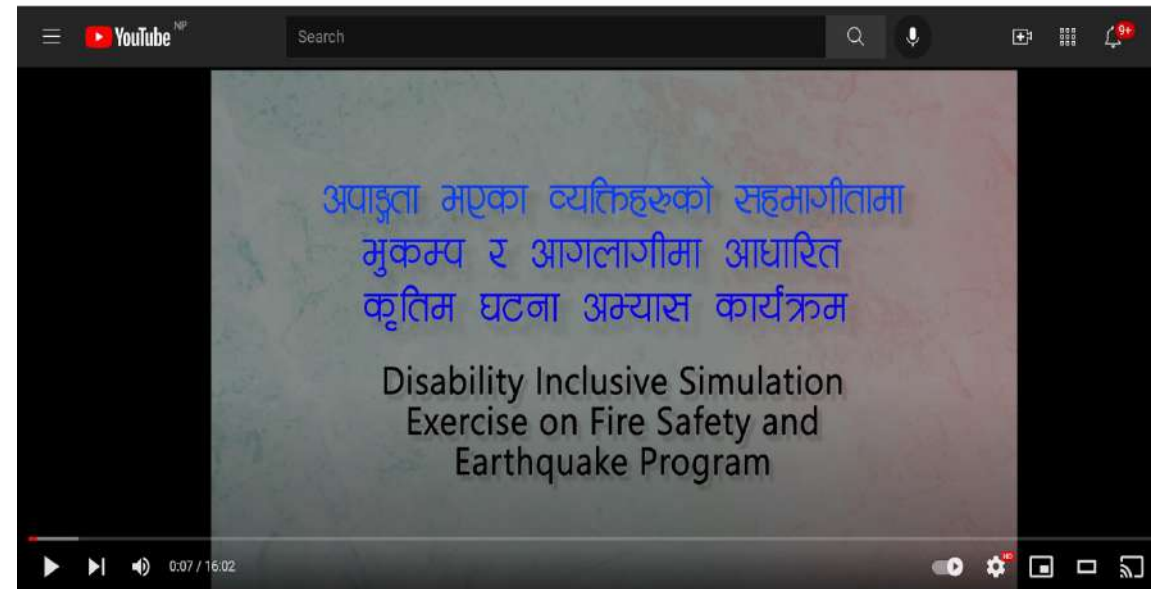 YouTube NP
Search
9+
अपाङ्गता भएका व्यक्तिहरुको सहभागीतामा
भुकम्प र आगलागीमा आधारित
कृतिम घटना अभ्यास कार्यक्रम
Disability Inclusive Simulation
Exercise on Fire Safety and
Earthquake Program
0:07 / 16:02
HD